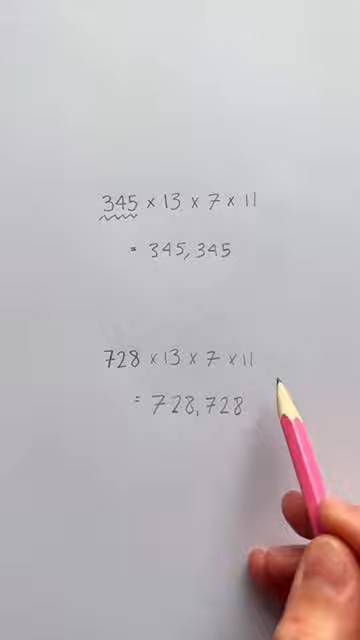 345 × 13 × 7 × 11
= 345,345
728 × 13 × 7 × 11
= 728,728